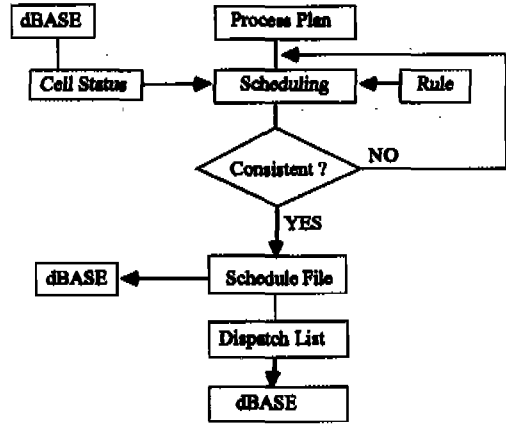 dBASE
Process Plan
Cell Status
Scheduling
Rule
Consistent ?
NO
YES
dBASE
Schedule File
Dispatch List
dBASE